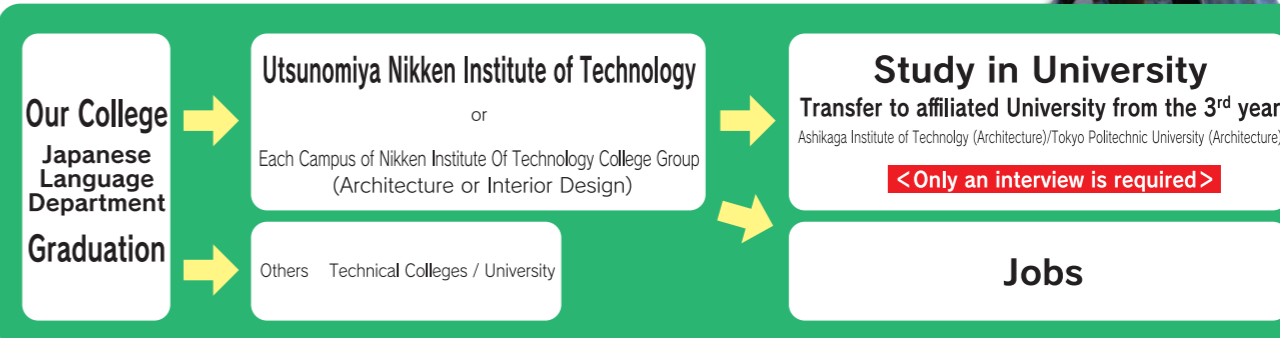 Our College
Japanese
Language
Department
Graduation
Utsunomiya Nikken Institute of Technology
or
Each Campus of Nikken Institute Of Technology College Group
(Architecture or Interior Design)
Others Technical Colleges / University
Study in University
Transfer to affiliated University from the 3rd year
Ashikaga Institute of Technolgy (Architecture)/Tokyo Politechnic University (Architecture)
<Only an interview is required>
Jobs